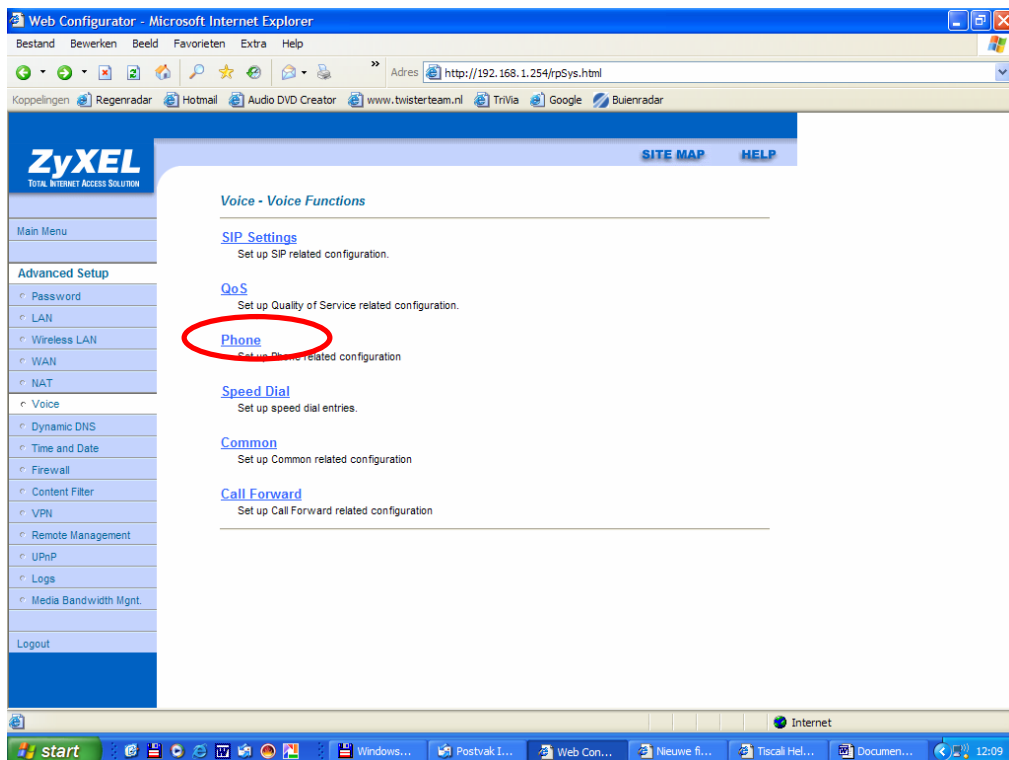 Web Configurator - Microsoft Internet Explorer
Bestand Bewerken Beeld Favorieten Extra Help
» Adres http://192.168.1.254/rpSys.html
Koppelingen Regenradar Hotmail Audio DVD Creator www.twisterteam.nl TriVia Google Buienradar
ZyXEL
TOTAL INTERNET ACCESS SOLUTION
SITE MAP HELP
Main Menu
Advanced Setup
Password
LAN
Wireless LAN
WAN
NAT
Voice
Dynamic DNS
Time and Date
Firewall
Content Filter
VPN
Remote Management
UPnP
Logs
Media Bandwidth Mgnt.
Logout
Voice - Voice Functions
SIP Settings
Set up SIP related configuration.
QoS
Set up Quality of Service related configuration.
Phone
Set up Phone related configuration
Speed Dial
Set up speed dial entries.
Common
Set up Common related configuration
Call Forward
Set up Call Forward related configuration
Internet
start Windows... Postvak I... Web Con... Nieuwe fi... Tiscali Hel... Documen... 12:09